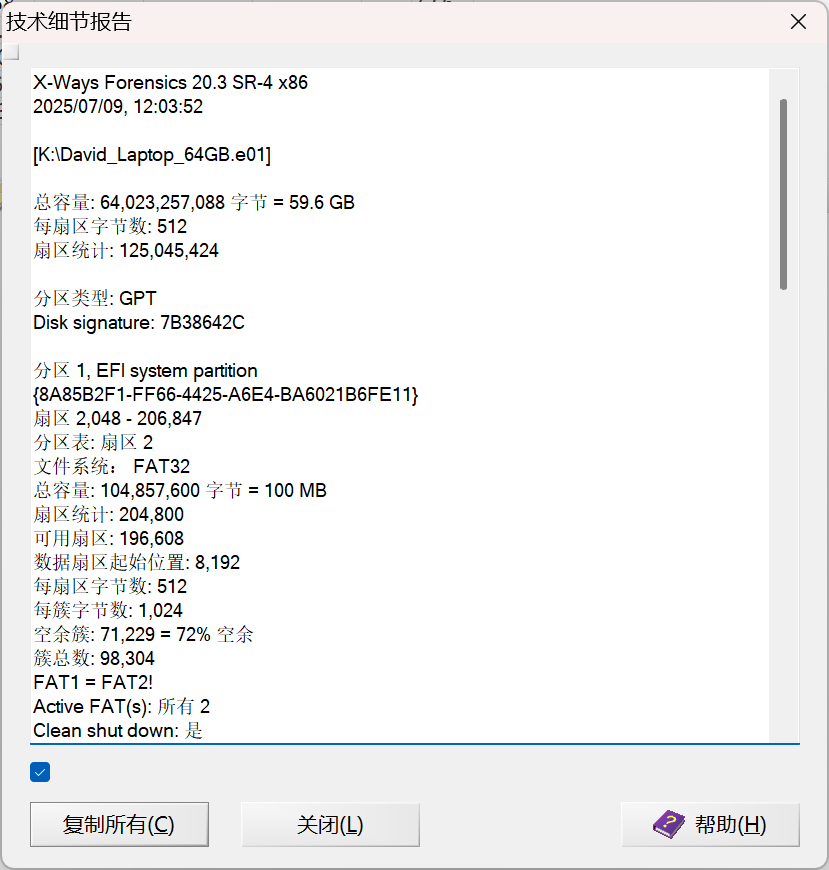 技术细节报告
X-Ways Forensics 20.3 SR-4 x86
2025/07/09, 12:03:52
[K:\David_Laptop_64GB.e01]
总容量: 64,023,257,088 字节 = 59.6 GB
每扇区字节数: 512
扇区统计: 125,045,424
分区类型: GPT
Disk signature: 7B38642C
分区 1, EFI system partition
{8A85B2F1-FF66-4425-A6E4-BA6021B6FE11}
扇区 2,048 - 206,847
分区表: 扇区 2
文件系统： FAT32
总容量: 104,857,600 字节 = 100 MB
扇区统计: 204,800
可用扇区: 196,608
数据扇区起始位置: 8,192
每扇区字节数: 512
每簇字节数: 1,024
空余簇: 71,229 = 72% 空余
簇总数: 98,304
FAT1 = FAT2!
Active FAT(s): 所有 2
Clean shut down: 是
复制所有(C) 关闭(L) 帮助(H)